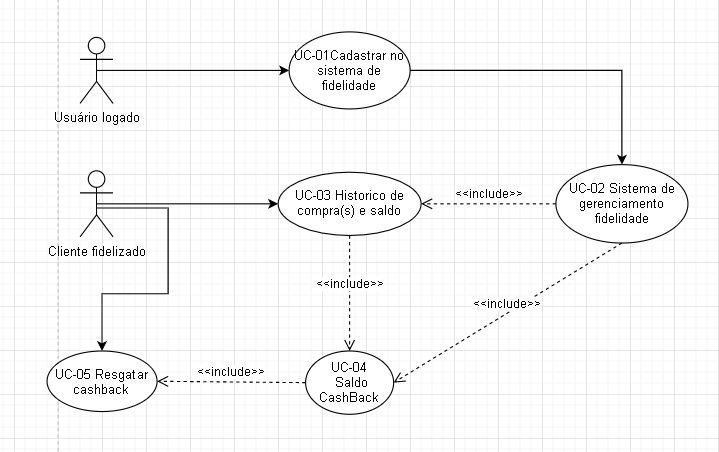 UC-01Cadastrar no
sistema de
fidelidade
Usuário logado
UC-02 Sistema de
gerenciamento
fidelidade
<<include>>
UC-03 Historico de
compra(s) e saldo
Cliente fidelizado
<<include>>
<<include>>
UC-04
Saldo
CashBack
<<include>>
UC-05 Resgatar
cashback